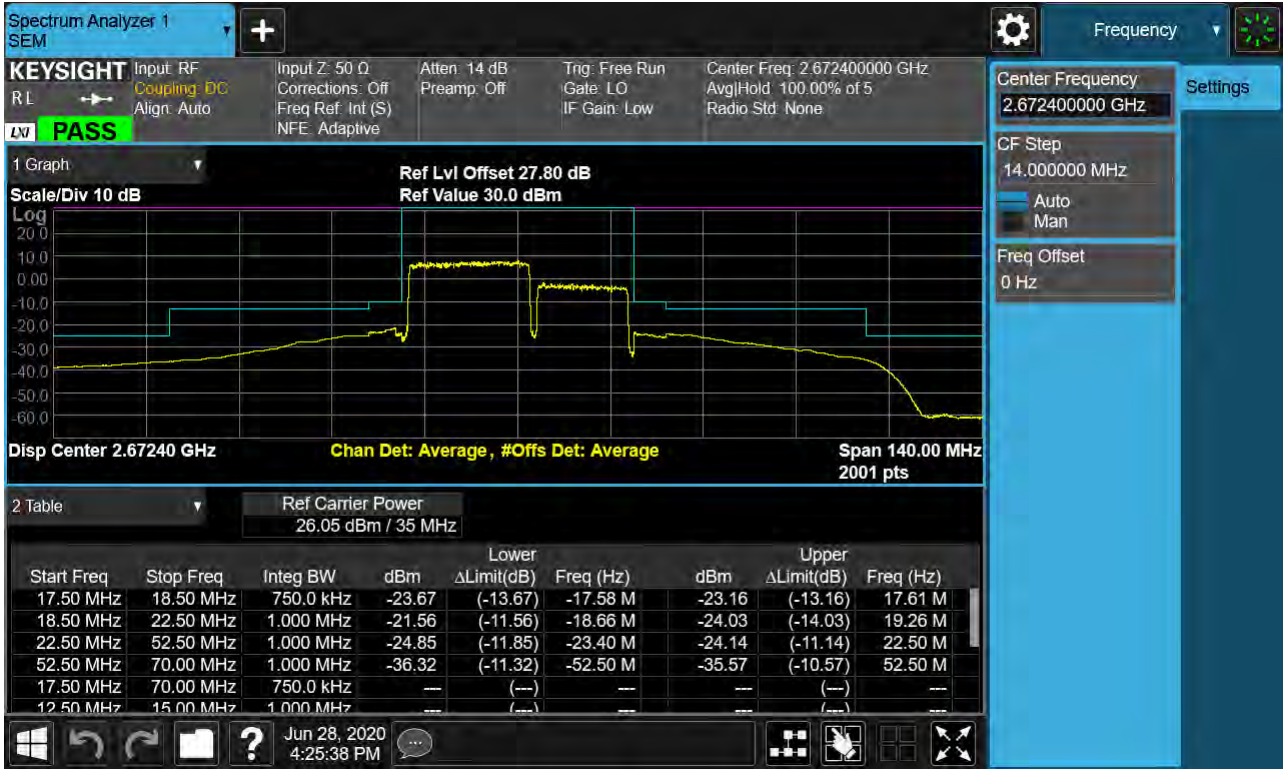 Spectrum Analyzer 1
SEM
Frequency
KEYSIGHT
R L
LXI
PASS
Input: RF
Coupling: DC
Align: Auto
Input Z: 50 Ω
Corrections: Off
Freq Ref: Int (S)
NFE: Adaptive
Atten: 14 dB
Preamp: Off
Trig: Free Run
Gate: LO
IF Gain: Low
Center Freq: 2.672400000 GHz
Avg|Hold: 100.00% of 5
Radio Std: None
Center Frequency
2.672400000 GHz
Settings
CF Step
14.000000 MHz
Auto
Man
Freq Offset
0 Hz
1 Graph
Scale/Div 10 dB
Ref Lvl Offset 27.80 dB
Ref Value 30.0 dBm
Log
20.0
10.0
0.00
-10.0
-20.0
-30.0
-40.0
-50.0
-60.0
Disp Center 2.67240 GHz
Chan Det: Average, #Offs Det: Average
Span 140.00 MHz
2001 pts
2 Table
Ref Carrier Power
26.05 dBm / 35 MHz
Lower Upper
Start Freq Stop Freq Integ BW dBm ΔLimit(dB) Freq (Hz) dBm ΔLimit(dB) Freq (Hz)
17.50 MHz 18.50 MHz 750.0 kHz -23.67 (-13.67) -17.58 M -23.16 (-13.16) 17.61 M
18.50 MHz 22.50 MHz 1.000 MHz -21.56 (-11.56) -18.66 M -24.03 (-14.03) 19.26 M
22.50 MHz 52.50 MHz 1.000 MHz -24.85 (-11.85) -23.40 M -24.14 (-11.14) 22.50 M
52.50 MHz 70.00 MHz 1.000 MHz -36.32 (-11.32) -52.50 M -35.57 (-10.57) 52.50 M
17.50 MHz 70.00 MHz 750.0 kHz --- (---) --- --- (---) ---
12.50 MHz 15.00 MHz 1.000 MHz --- (---) --- --- (---) ---
Jun 28, 2020
4:25:38 PM